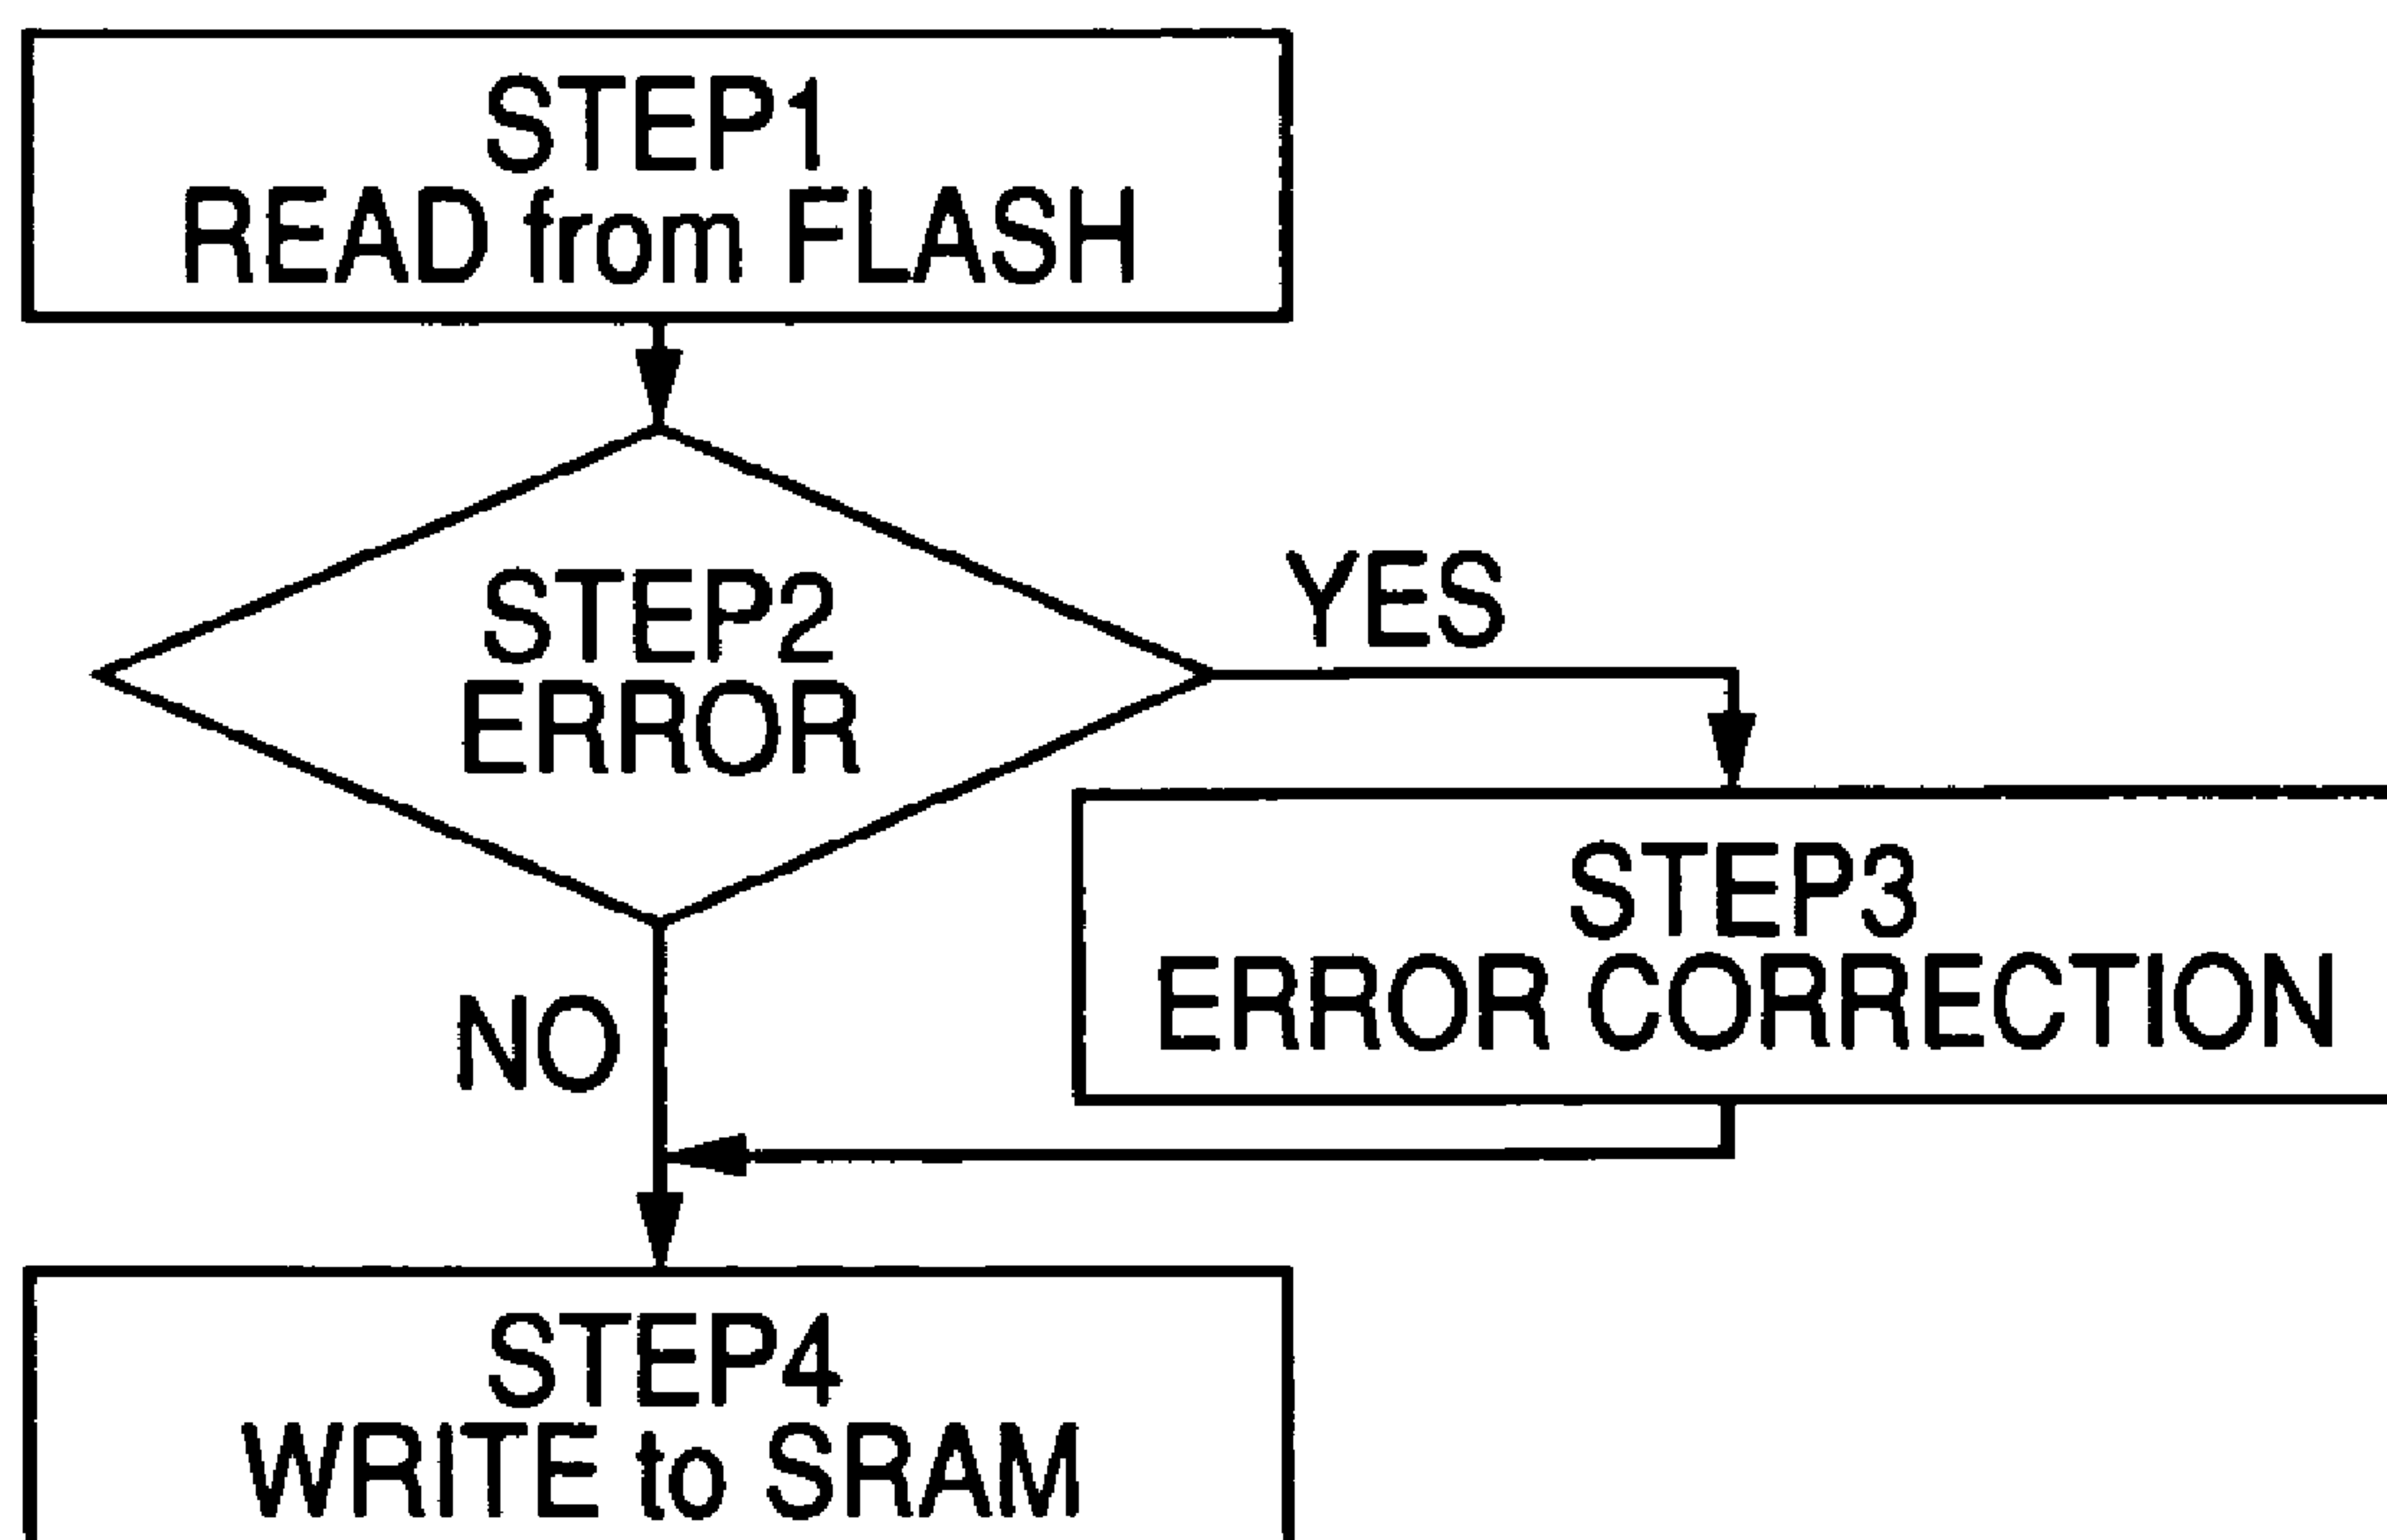 STEP1
READ from FLASH
STEP2
ERROR
YES
STEP3
ERROR CORRECTION
NO
STEP4
WRITE to SRAM